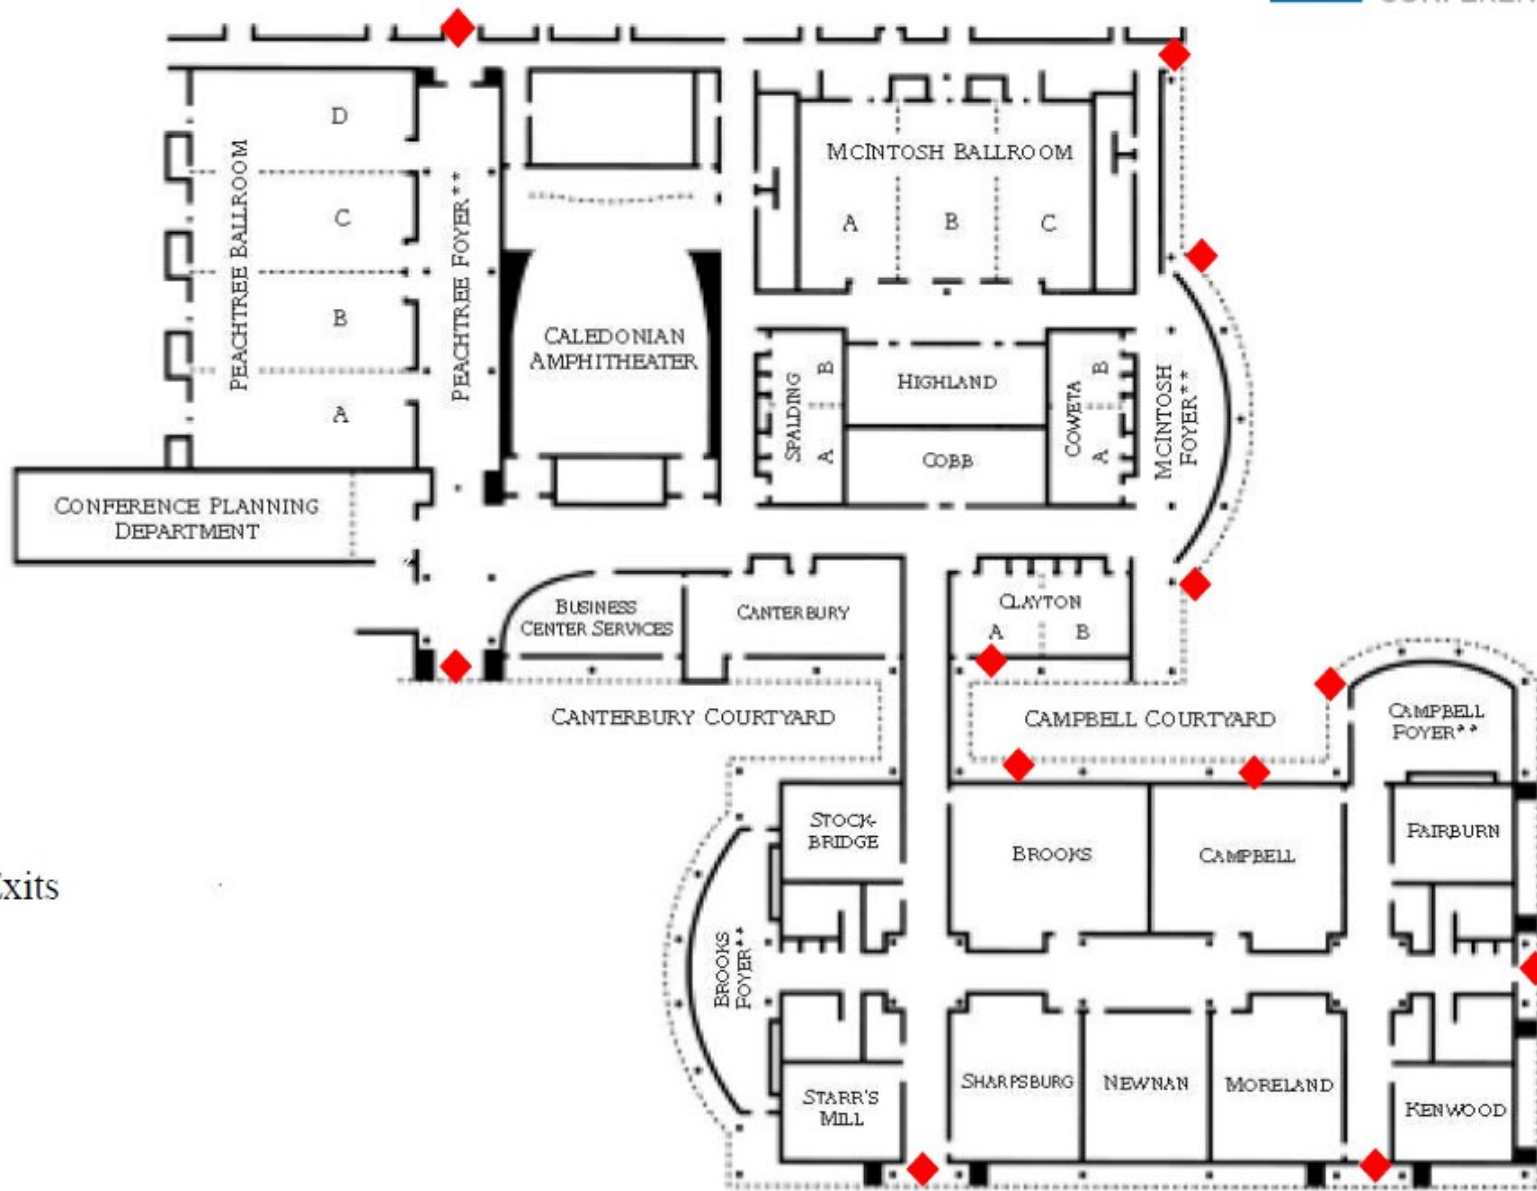 D
MCINTOSH BALLROOM
PEACHTREE BALLROOM
PEACHTREE FOYER**
C
A
B
C
B
CALEDONIAN
AMPHITHEATER
SPALDING
B
A
HIGHLAND
COWETA
B
A
MCINTOSH
FOYER**
A
COBB
CONFERENCE PLANNING
DEPARTMENT
BUSINESS
CENTER SERVICES
CANTERBURY
CLAYTON
A
B
CANTERBURY COURTYARD
CAMPBELL COURTYARD
CAMPBELL
FOYER**
STOCK-
BRIDGE
BROOKS
CAMPBELL
FAIRBURN
BROOKS
FOYER**
STARR'S
MILL
SHARPSBURG
NEWNAN
MORELAND
KENWOOD